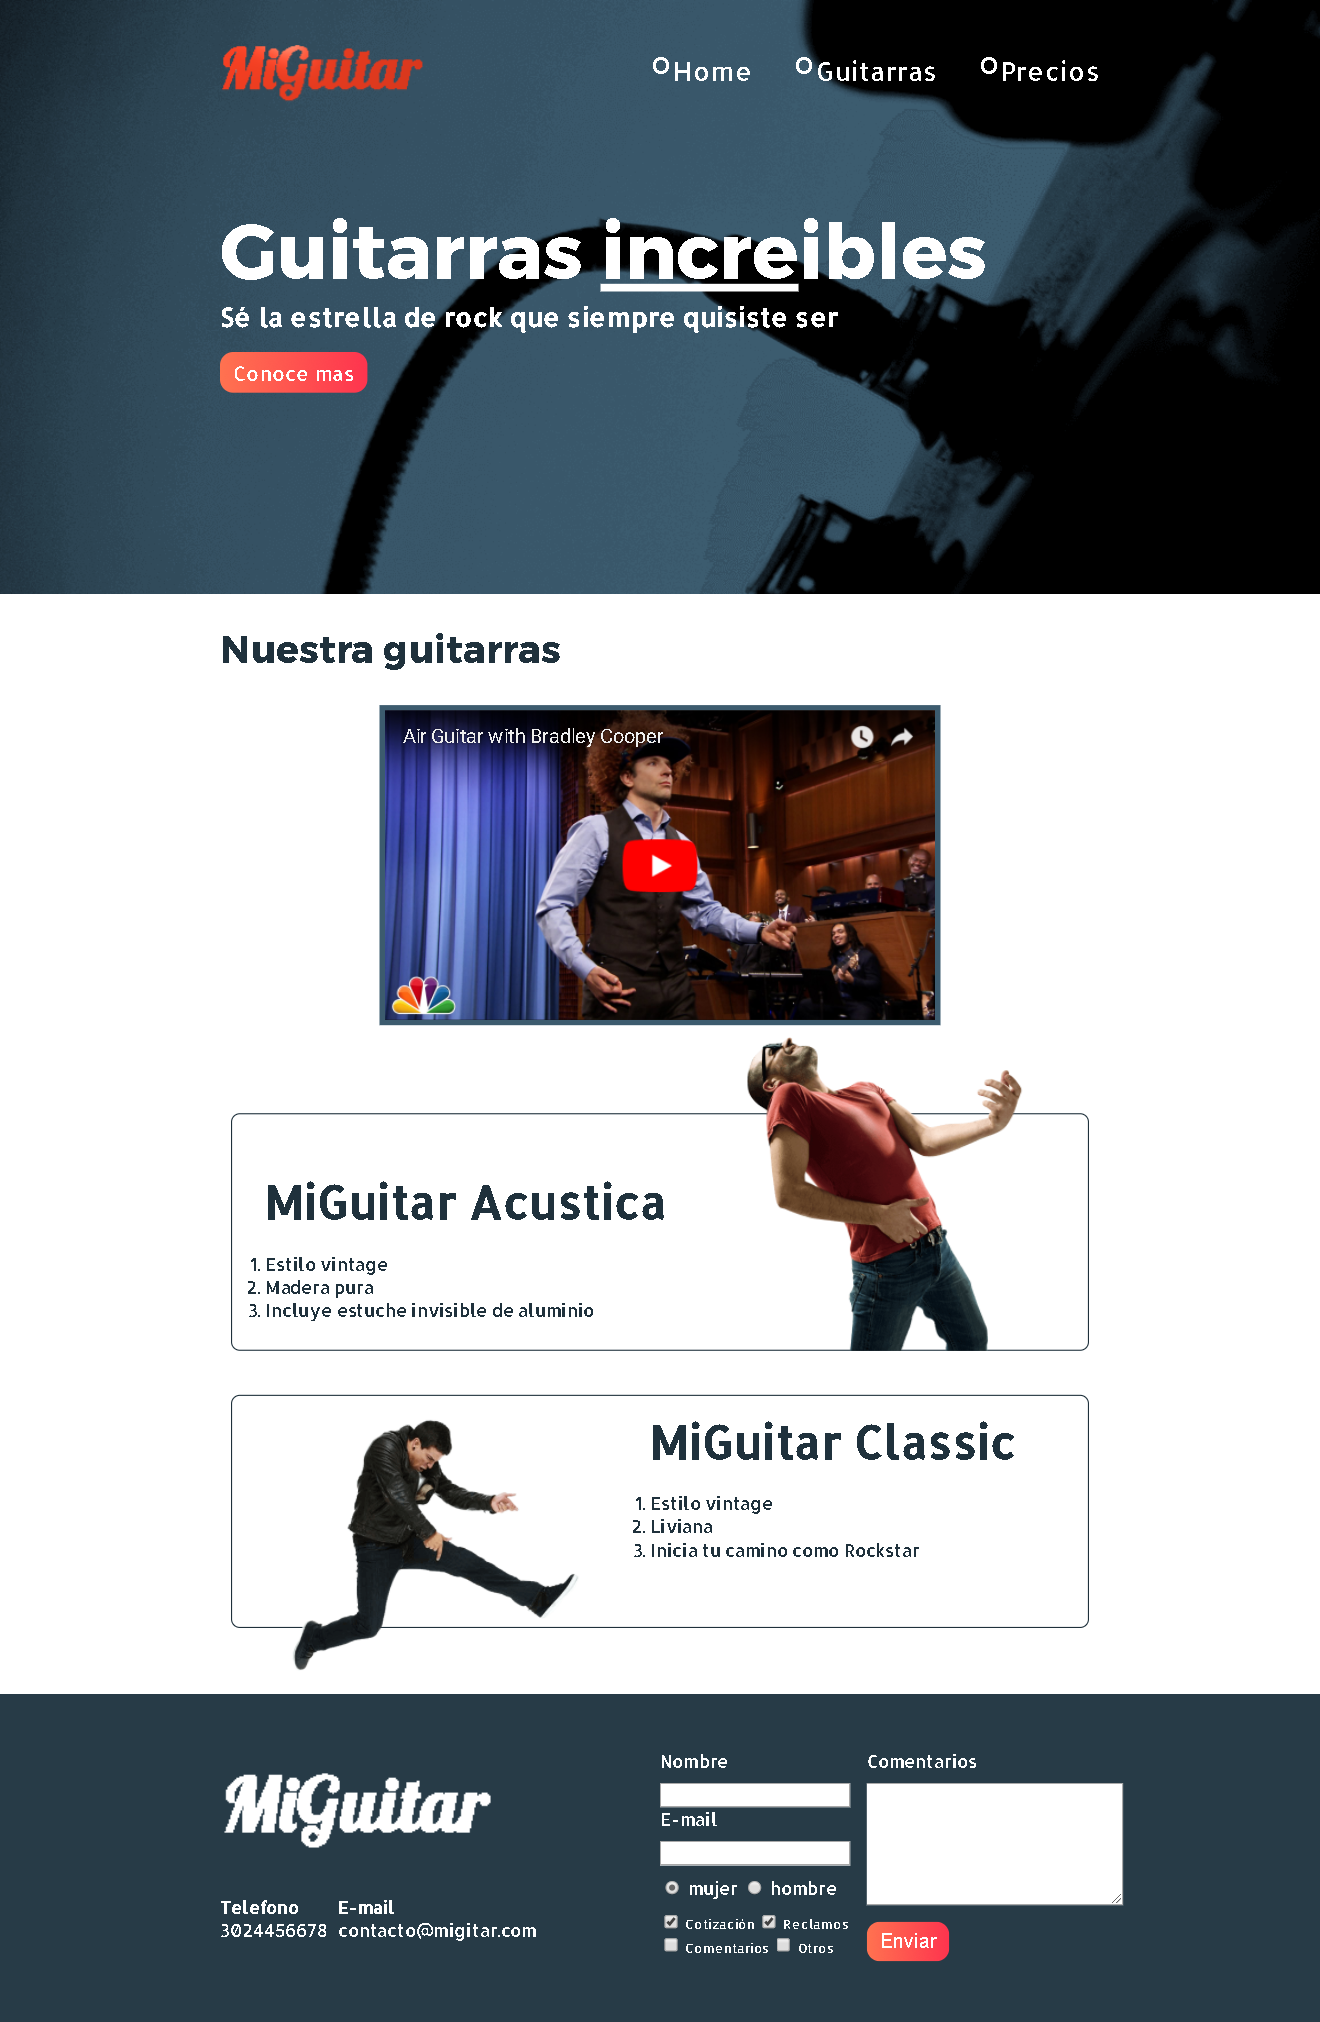 MiGuitar
Home Guitarras Precios
Guitarras increibles
Sé la estrella de rock que siempre quisiste ser
Conoce mas
Nuestra guitarras
Air Guitar with Bradley Cooper
MiGuitar Acustica
1. Estilo vintage
2. Madera pura
3. Incluye estuche invisible de aluminio
MiGuitar Classic
1. Estilo vintage
2. Liviana
3. Inicia tu camino como Rockstar
MiGuitar
Telefono E-mail
3024456678 contacto@migitar.com
Nombre
E-mail
mujer hombre
Cotización Reclamos
Comentarios Otros
Comentarios
Enviar